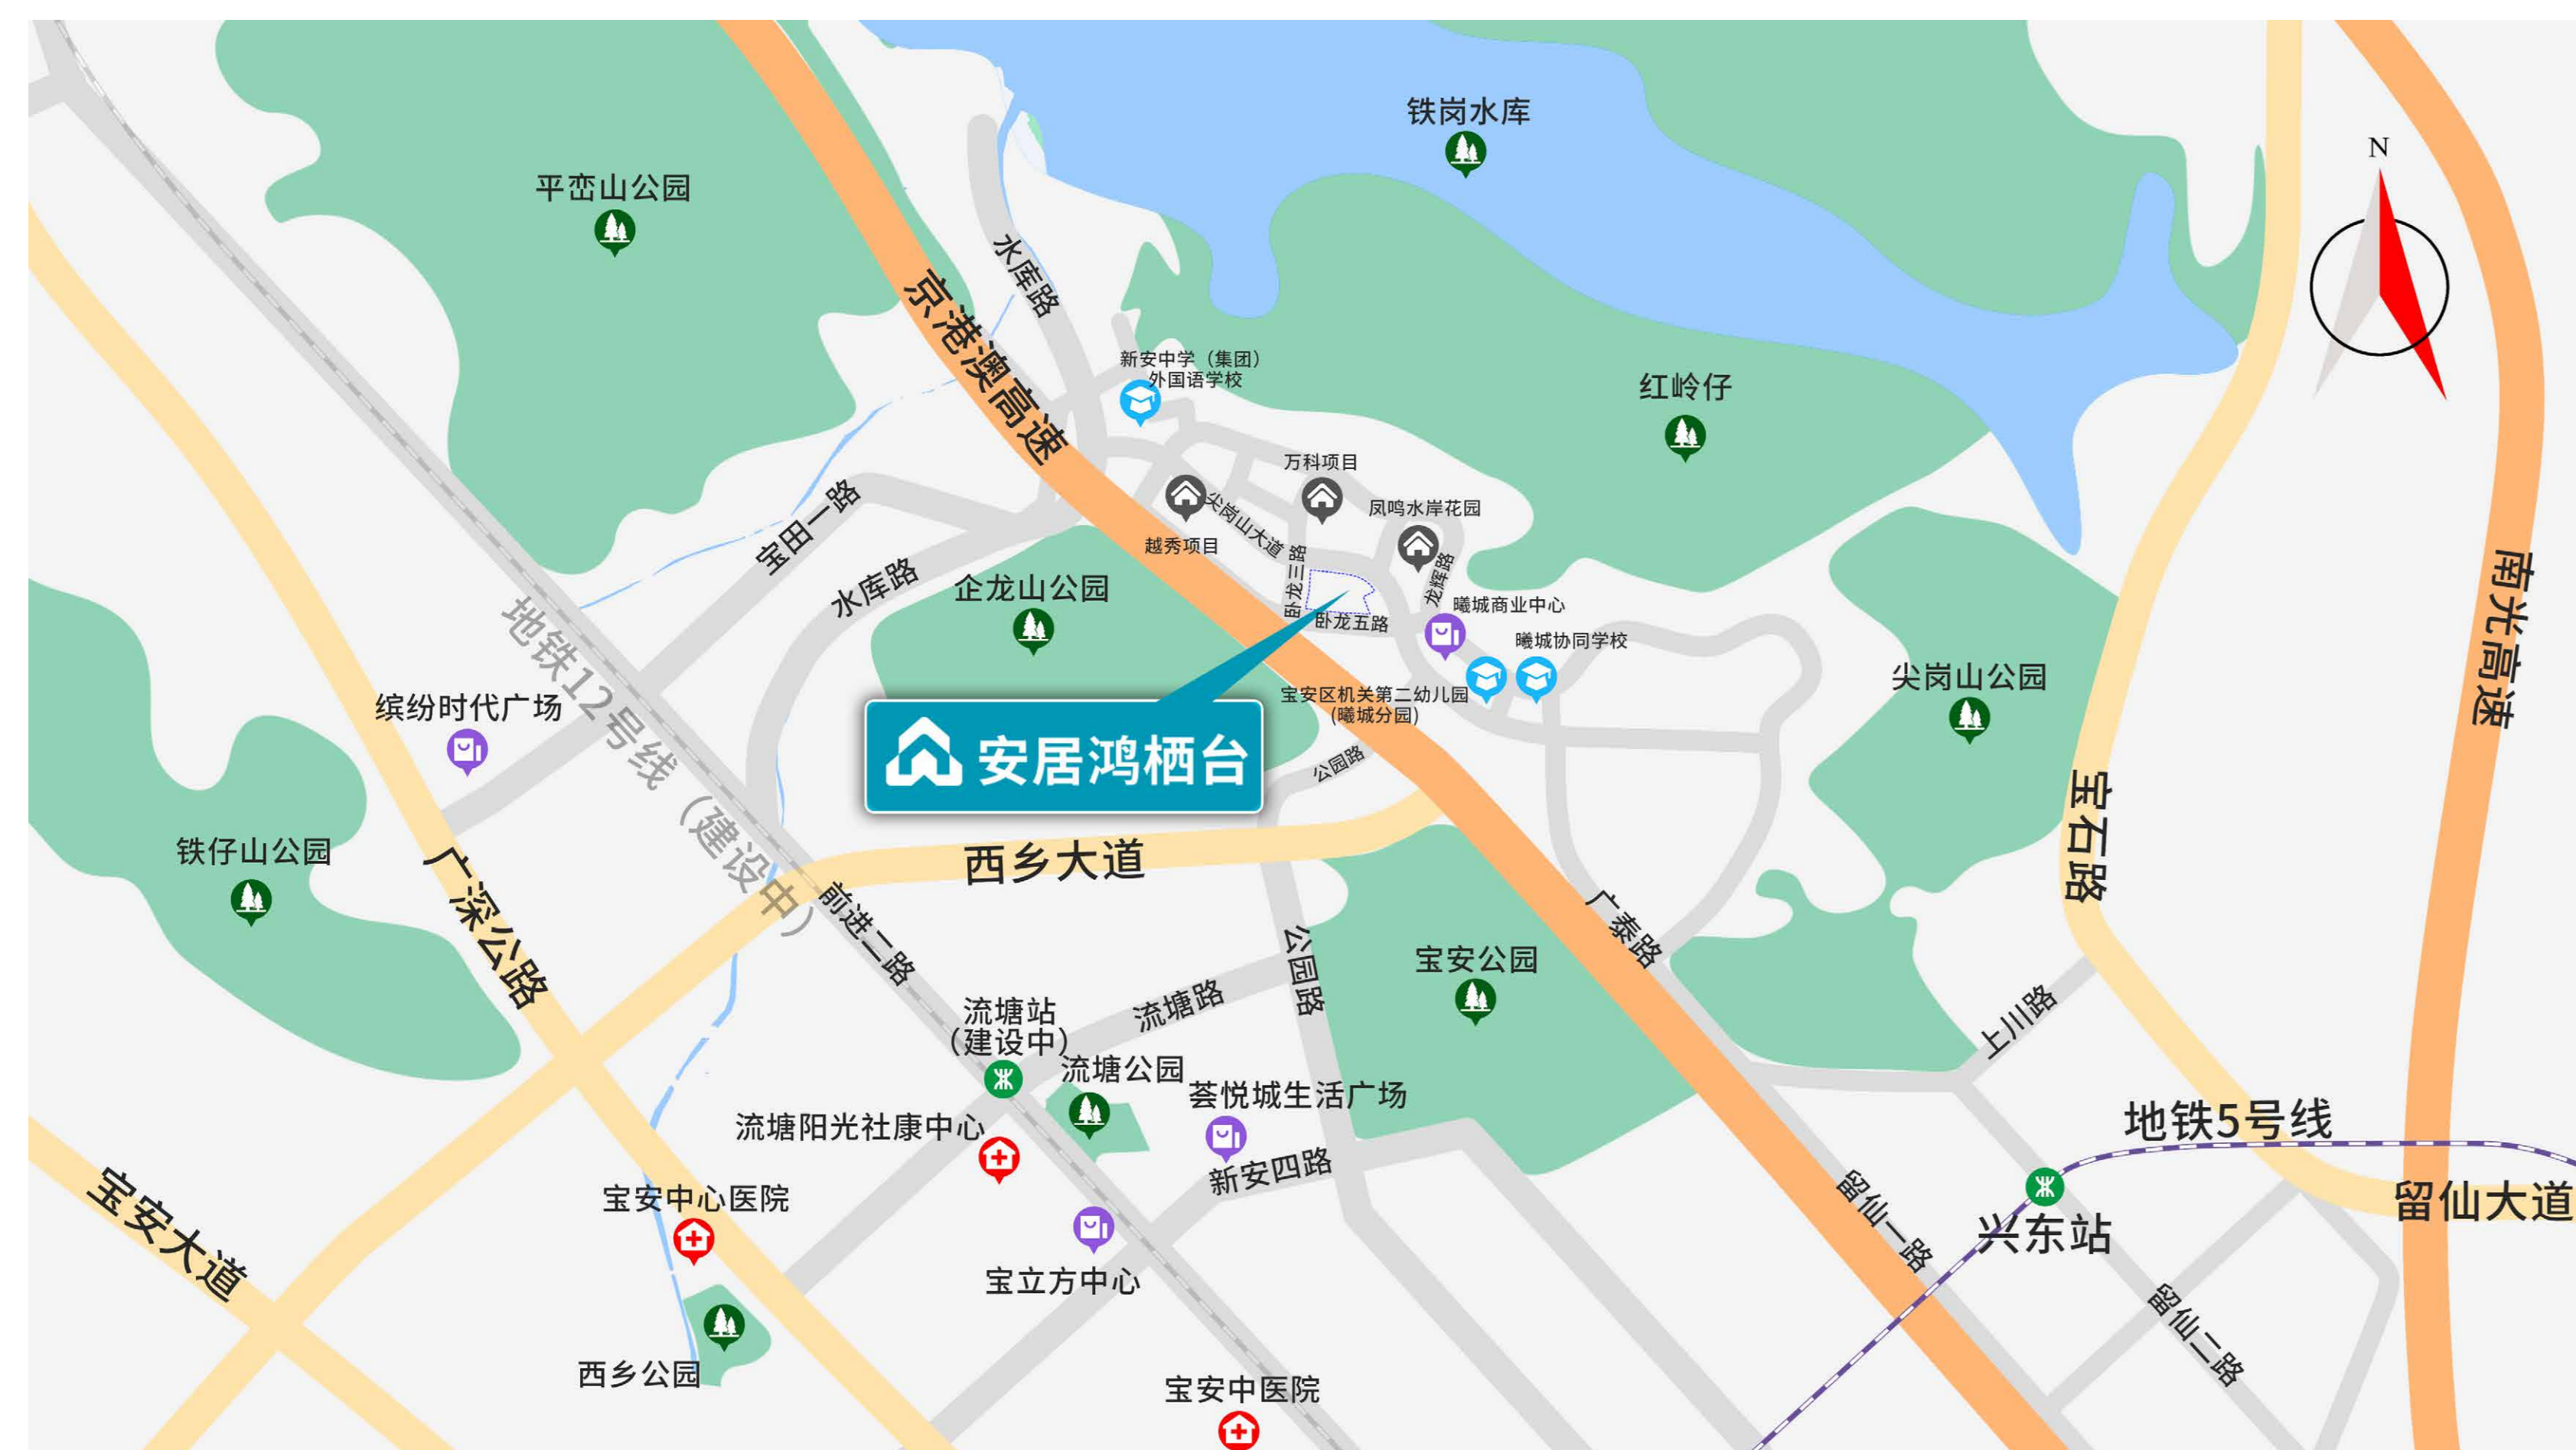 铁岗水库
N
平峦山公园
水库路
京港澳高速
新安中学（集团）
外国语学校
红岭仔
万科项目
凤鸣水岸花园
尖岗山大道
越秀项目
卧龙三路
龙辉路
宝田一路
水库路
企龙山公园
曦城商业中心
卧龙五路
曦城协同学校
南光高速
地铁12号线（建设中）
宝安区机关第二幼儿园
(曦城分园)
尖岗山公园
缤纷时代广场
安居鸿栖台
公园路
宝石路
铁仔山公园
西乡大道
广深公路
前进二路
广泰路
公园路
宝安公园
流塘路
流塘站
（建设中）
上川路
流塘公园
荟悦城生活广场
流塘阳光社康中心
地铁5号线
新安四路
宝安中心医院
宝安大道
留仙一路
留仙大道
兴东站
宝立方中心
留仙二路
西乡公园
宝安中医院